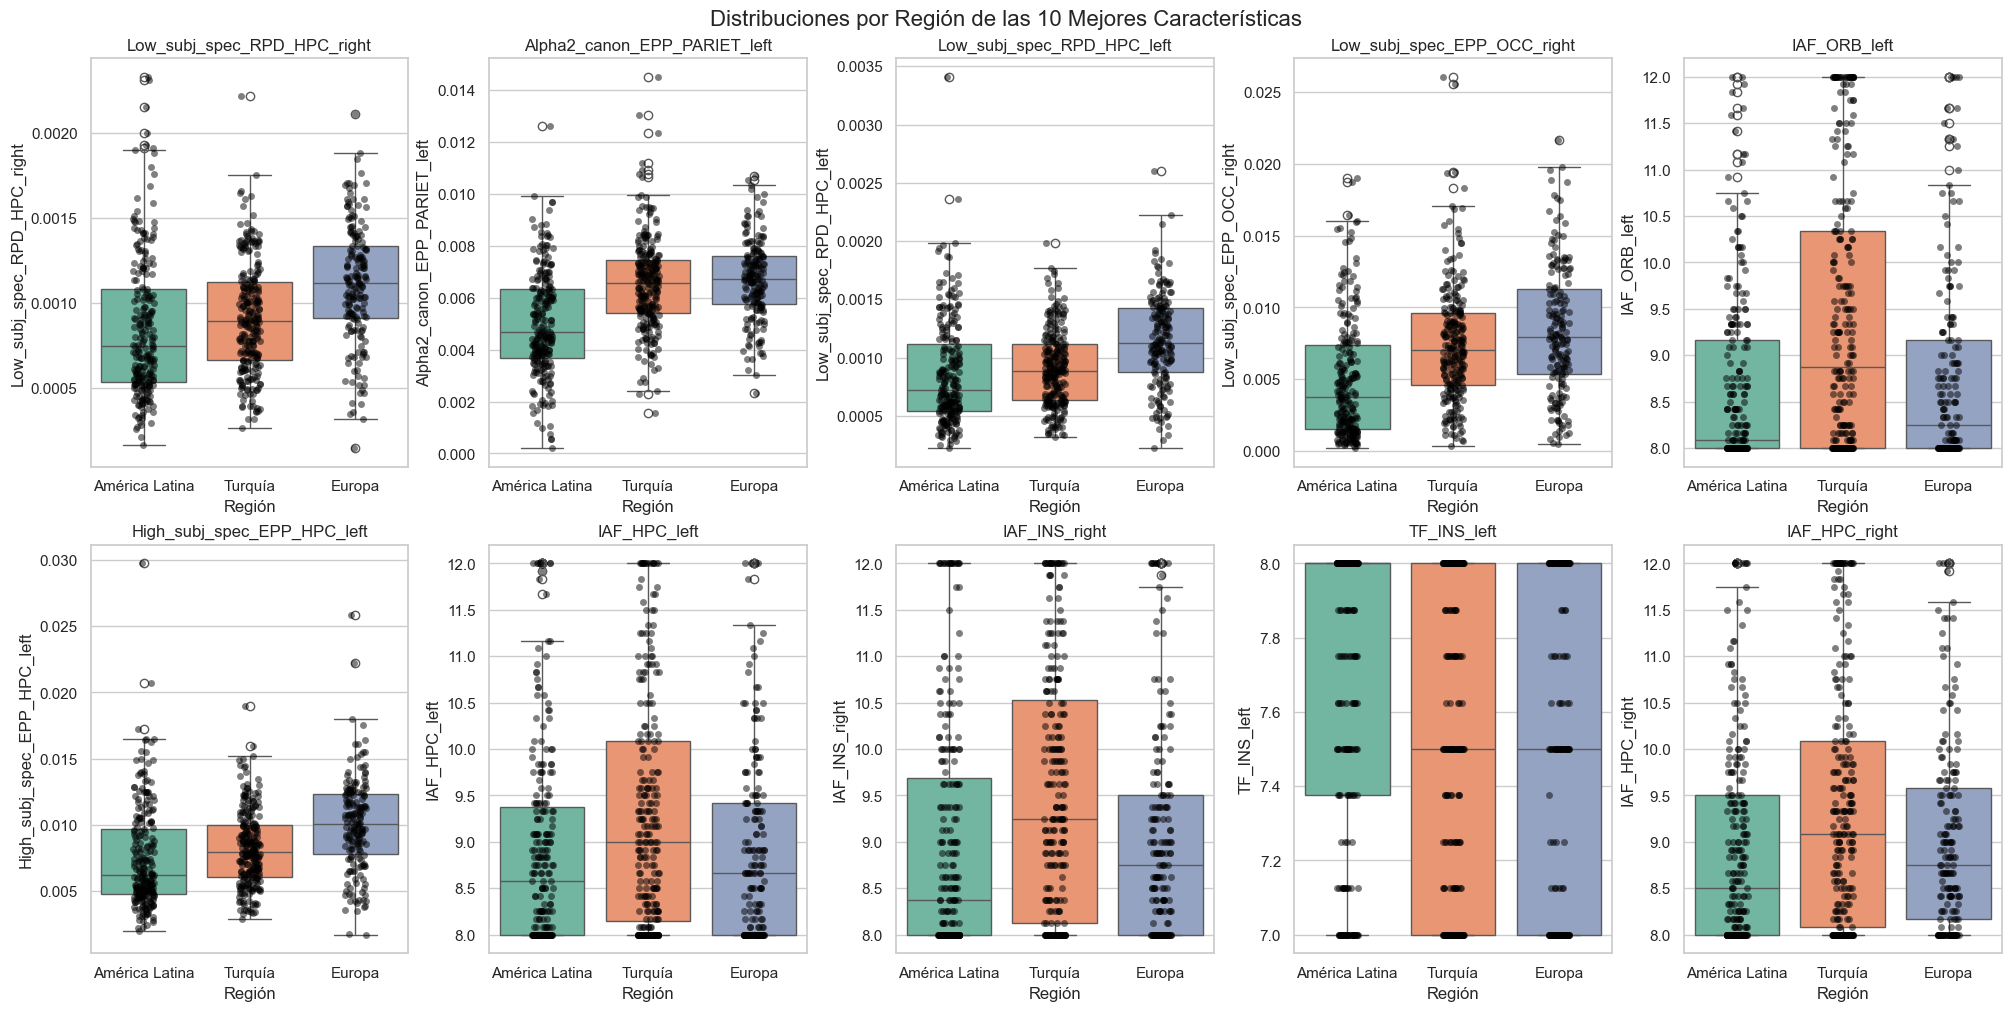 Distribuciones por Región de las 10 Mejores Características
Low_subj_spec_RPD_HPC_right
Low_subj_spec_RPD_HPC_right
0.0020
0.0015
0.0010
0.0005
América Latina Turquía Europa
Región
Alpha2_canon_EPP_PARIET_left
Alpha2_canon_EPP_PARIET_left
0.014
0.012
0.010
0.008
0.006
0.004
0.002
0.000
América Latina Turquía Europa
Región
Low_subj_spec_RPD_HPC_left
Low_subj_spec_RPD_HPC_left
0.0035
0.0030
0.0025
0.0020
0.0015
0.0010
0.0005
América Latina Turquía Europa
Región
Low_subj_spec_EPP_OCC_right
Low_subj_spec_EPP_OCC_right
0.025
0.020
0.015
0.010
0.005
0.000
América Latina Turquía Europa
Región
IAF_ORB_left
IAF_ORB_left
12.0
11.5
11.0
10.5
10.0
9.5
9.0
8.5
8.0
América Latina Turquía Europa
Región
High_subj_spec_EPP_HPC_left
High_subj_spec_EPP_HPC_left
0.030
0.025
0.020
0.015
0.010
0.005
América Latina Turquía Europa
Región
IAF_HPC_left
IAF_HPC_left
12.0
11.5
11.0
10.5
10.0
9.5
9.0
8.5
8.0
América Latina Turquía Europa
Región
IAF_INS_right
IAF_INS_right
12.0
11.5
11.0
10.5
10.0
9.5
9.0
8.5
8.0
América Latina Turquía Europa
Región
TF_INS_left
TF_INS_left
8.0
7.8
7.6
7.4
7.2
7.0
América Latina Turquía Europa
Región
IAF_HPC_right
IAF_HPC_right
12.0
11.5
11.0
10.5
10.0
9.5
9.0
8.5
8.0
América Latina Turquía Europa
Región